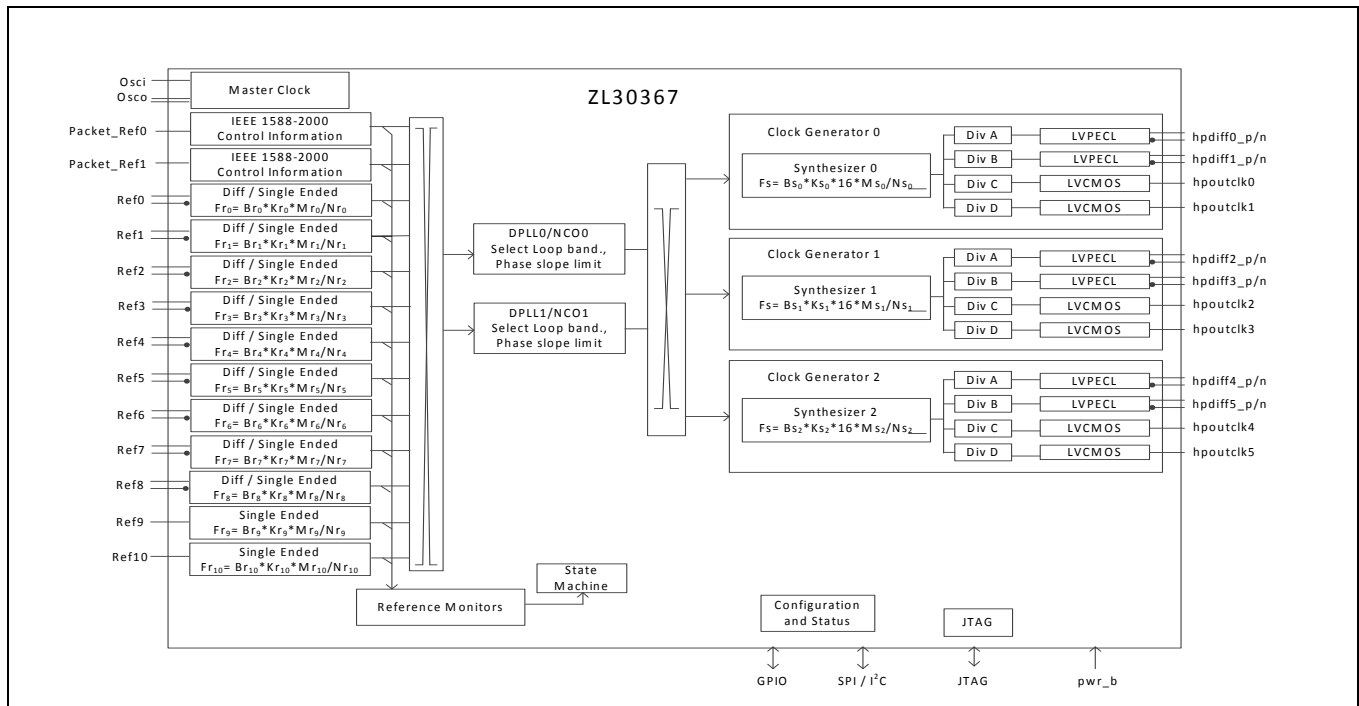 ZL30367
Osci
Osco
Master Clock
Packet_Ref0
IEEE 1588-2000
Control Information
Packet_Ref1
IEEE 1588-2000
Control Information
Ref0
Diff / Single Ended
Fr₀= Br₀*Kr₀*Mr₀/Nr₀
Ref1
Diff / Single Ended
Fr₁= Br₁*Kr₁*Mr₁/Nr₁
Ref2
Diff / Single Ended
Fr₂= Br₂*Kr₂*Mr₂/Nr₂
Ref3
Diff / Single Ended
Fr₃= Br₃*Kr₃*Mr₃/Nr₃
Ref4
Diff / Single Ended
Fr₄= Br₄*Kr₄*Mr₄/Nr₄
Ref5
Diff / Single Ended
Fr₅= Br₅*Kr₅*Mr₅/Nr₅
Ref6
Diff / Single Ended
Fr₆= Br₆*Kr₆*Mr₆/Nr₆
Ref7
Diff / Single Ended
Fr₇= Br₇*Kr₇*Mr₇/Nr₇
Ref8
Diff / Single Ended
Fr₈= Br₈*Kr₈*Mr₈/Nr₈
Ref9
Single Ended
Fr₉= Br₉*Kr₉*Mr₉/Nr₉
Ref10
Single Ended
Fr₁₀= Br₁₀*Kr₁₀*Mr₁₀/Nr₁₀
Reference Monitors
State
Machine
DPLL0/NCO0
Select Loop band.,
Phase slope limit
DPLL1/NCO1
Select Loop band.,
Phase slope limit
Clock Generator 0
Synthesizer 0
Fs= Bs₀*Ks₀*16*Ms₀/Ns₀
Div A
LVPECL
hpdiff0_p/n
Div B
LVPECL
hpdiff1_p/n
Div C
LVCMOS
hpoutclk0
Div D
LVCMOS
hpoutclk1
Clock Generator 1
Synthesizer 1
Fs= Bs₁*Ks₁*16*Ms₁/Ns₁
Div A
LVPECL
hpdiff2_p/n
Div B
LVPECL
hpdiff3_p/n
Div C
LVCMOS
hpoutclk2
Div D
LVCMOS
hpoutclk3
Clock Generator 2
Synthesizer 2
Fs= Bs₂*Ks₂*16*Ms₂/Ns₂
Div A
LVPECL
hpdiff4_p/n
Div B
LVPECL
hpdiff5_p/n
Div C
LVCMOS
hpoutclk4
Div D
LVCMOS
hpoutclk5
Configuration
and Status
JTAG
GPIO
SPI / I²C
JTAG
pwr_b